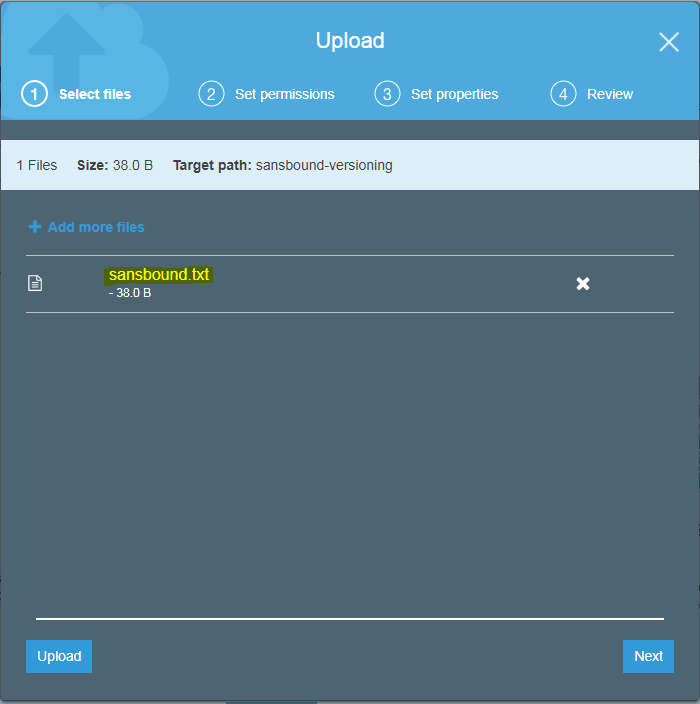 Upload
1 Select files 2 Set permissions 3 Set properties 4 Review
1 Files Size: 38.0 B Target path: sansbound-versioning
Add more files
sansbound.txt
- 38.0 B
Upload Next